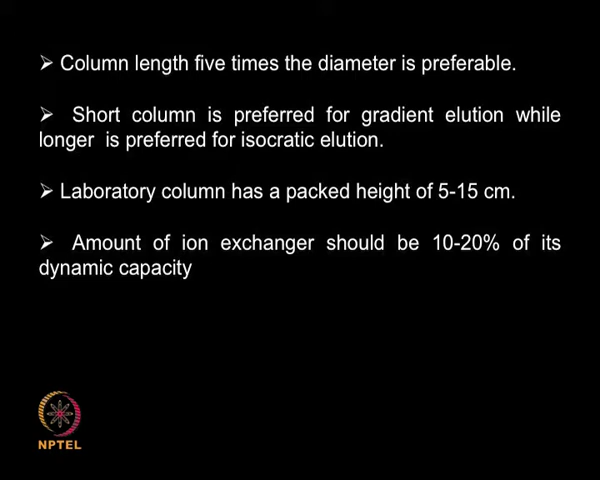 ➢ Column length five times the diameter is preferable.
➢ Short column is preferred for gradient elution while
longer is preferred for isocratic elution.
➢ Laboratory column has a packed height of 5-15 cm.
➢ Amount of ion exchanger should be 10-20% of its
dynamic capacity
NPTEL